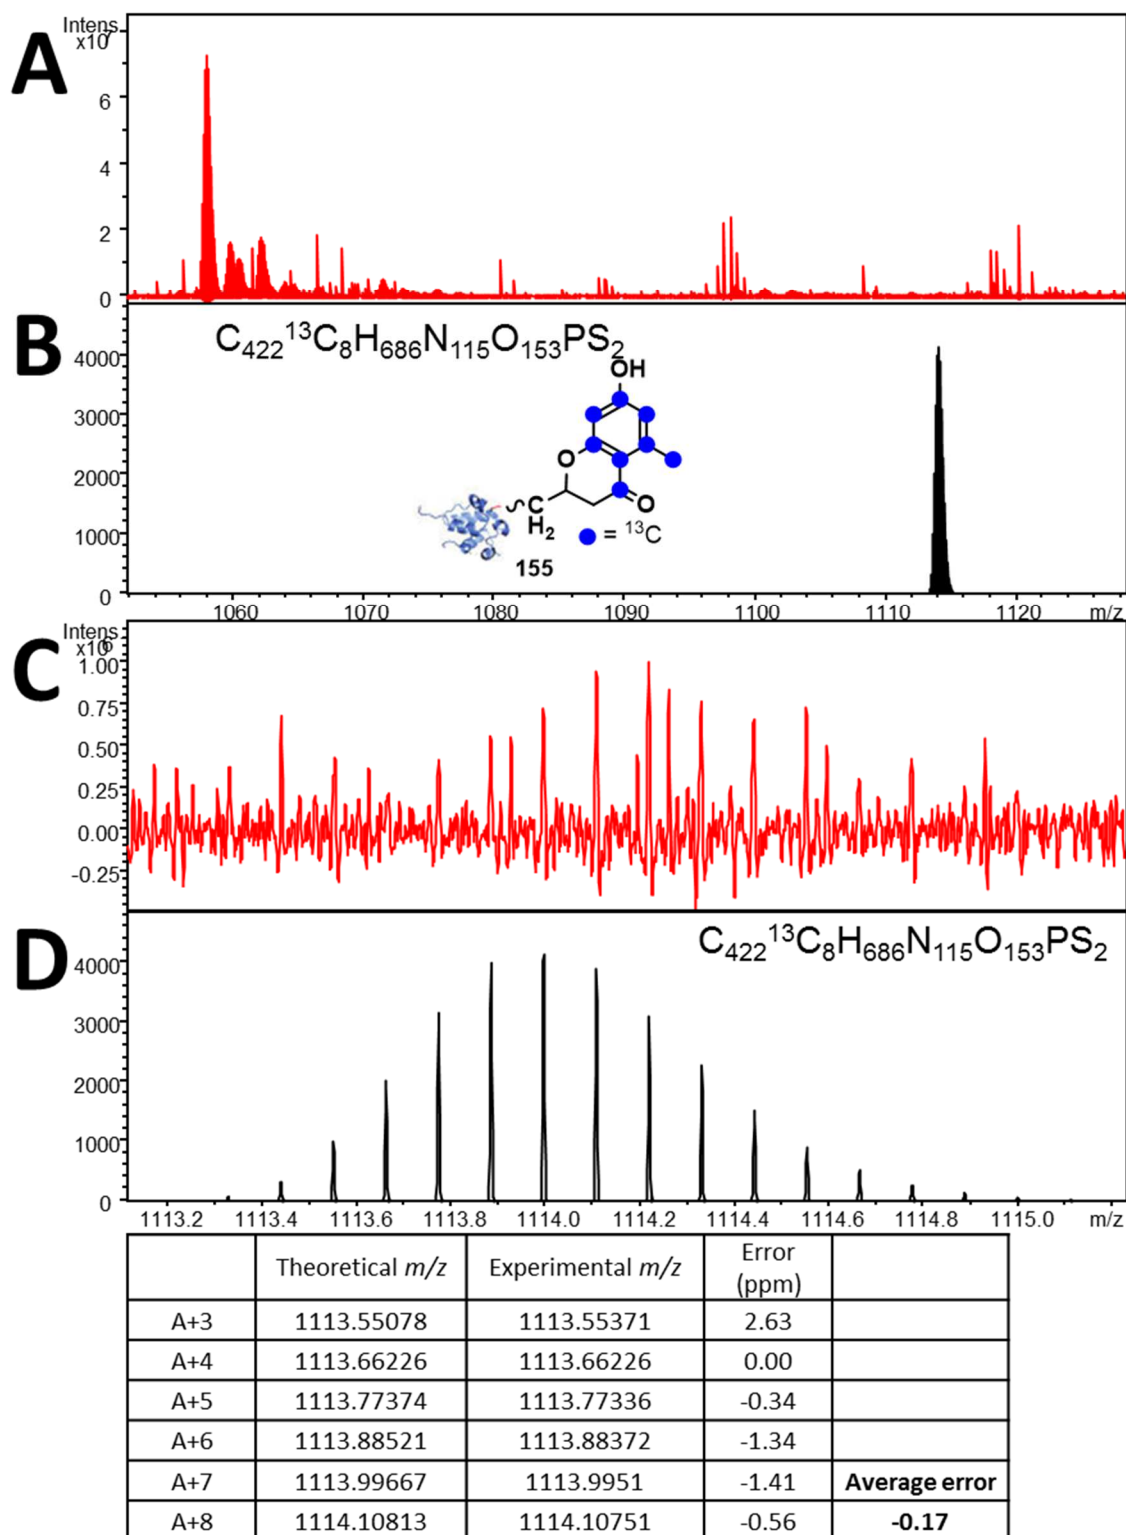 A
Intens.
x10⁷
6
4
2
0
B
C₄₂₂¹³C₈H₆₈₆N₁₁₅O₁₅₃PS₂
4000
3000
2000
1000
0
OH
O
O
C
H₂
= ¹³C
155
1060 1070 1080 1090 1100 1110 1120 m/z
C
Intens.
1.00
0.75
0.50
0.25
0.00
-0.25
D
C₄₂₂¹³C₈H₆₈₆N₁₁₅O₁₅₃PS₂
4000
3000
2000
1000
0
1113.2 1113.4 1113.6 1113.8 1114.0 1114.2 1114.4 1114.6 1114.8 1115.0 m/z
Theoretical m/z Experimental m/z Error
(ppm)
A+3 1113.55078 1113.55371 2.63
A+4 1113.66226 1113.66226 0.00
A+5 1113.77374 1113.77336 -0.34
A+6 1113.88521 1113.88372 -1.34
A+7 1113.99667 1113.9951 -1.41 Average error
A+8 1114.10813 1114.10751 -0.56 -0.17